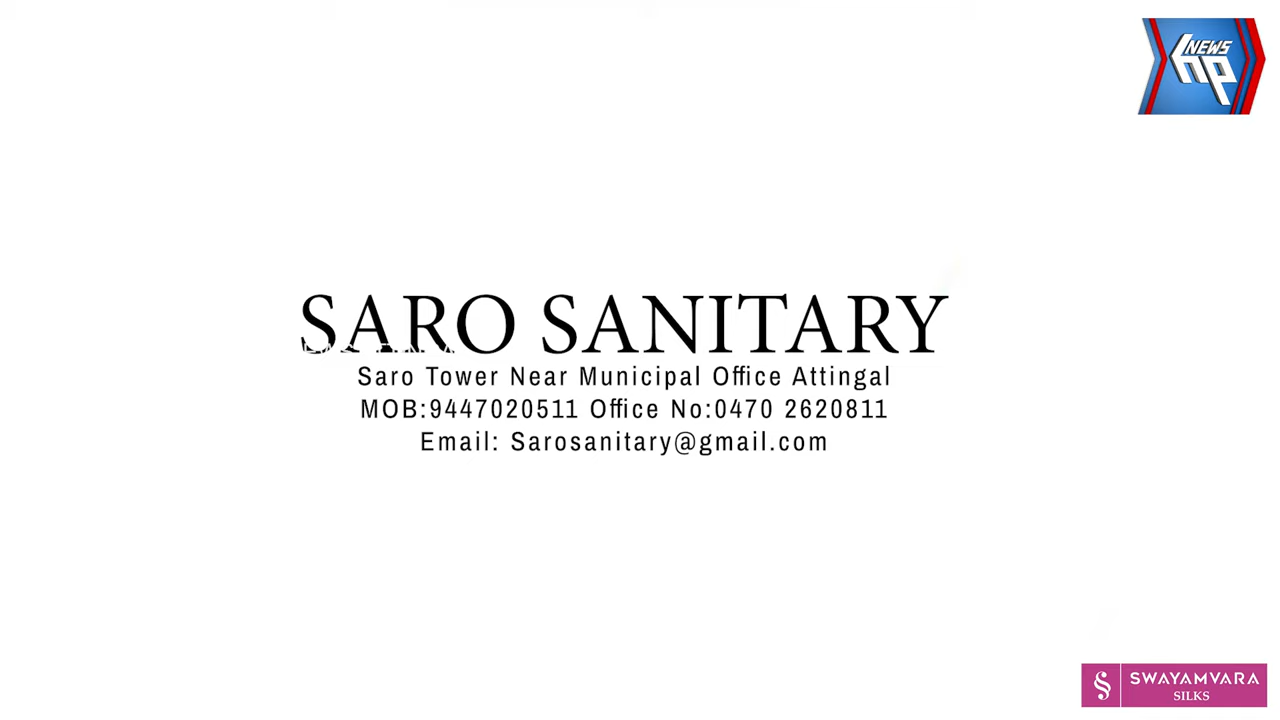 NEWS
hp
SARO SANITARY
Saro Tower Near Municipal Office Attingal
MOB:9447020511 Office No:0470 2620811
Email: Sarosanitary@gmail.com
SWAYAMVARA
SILKS